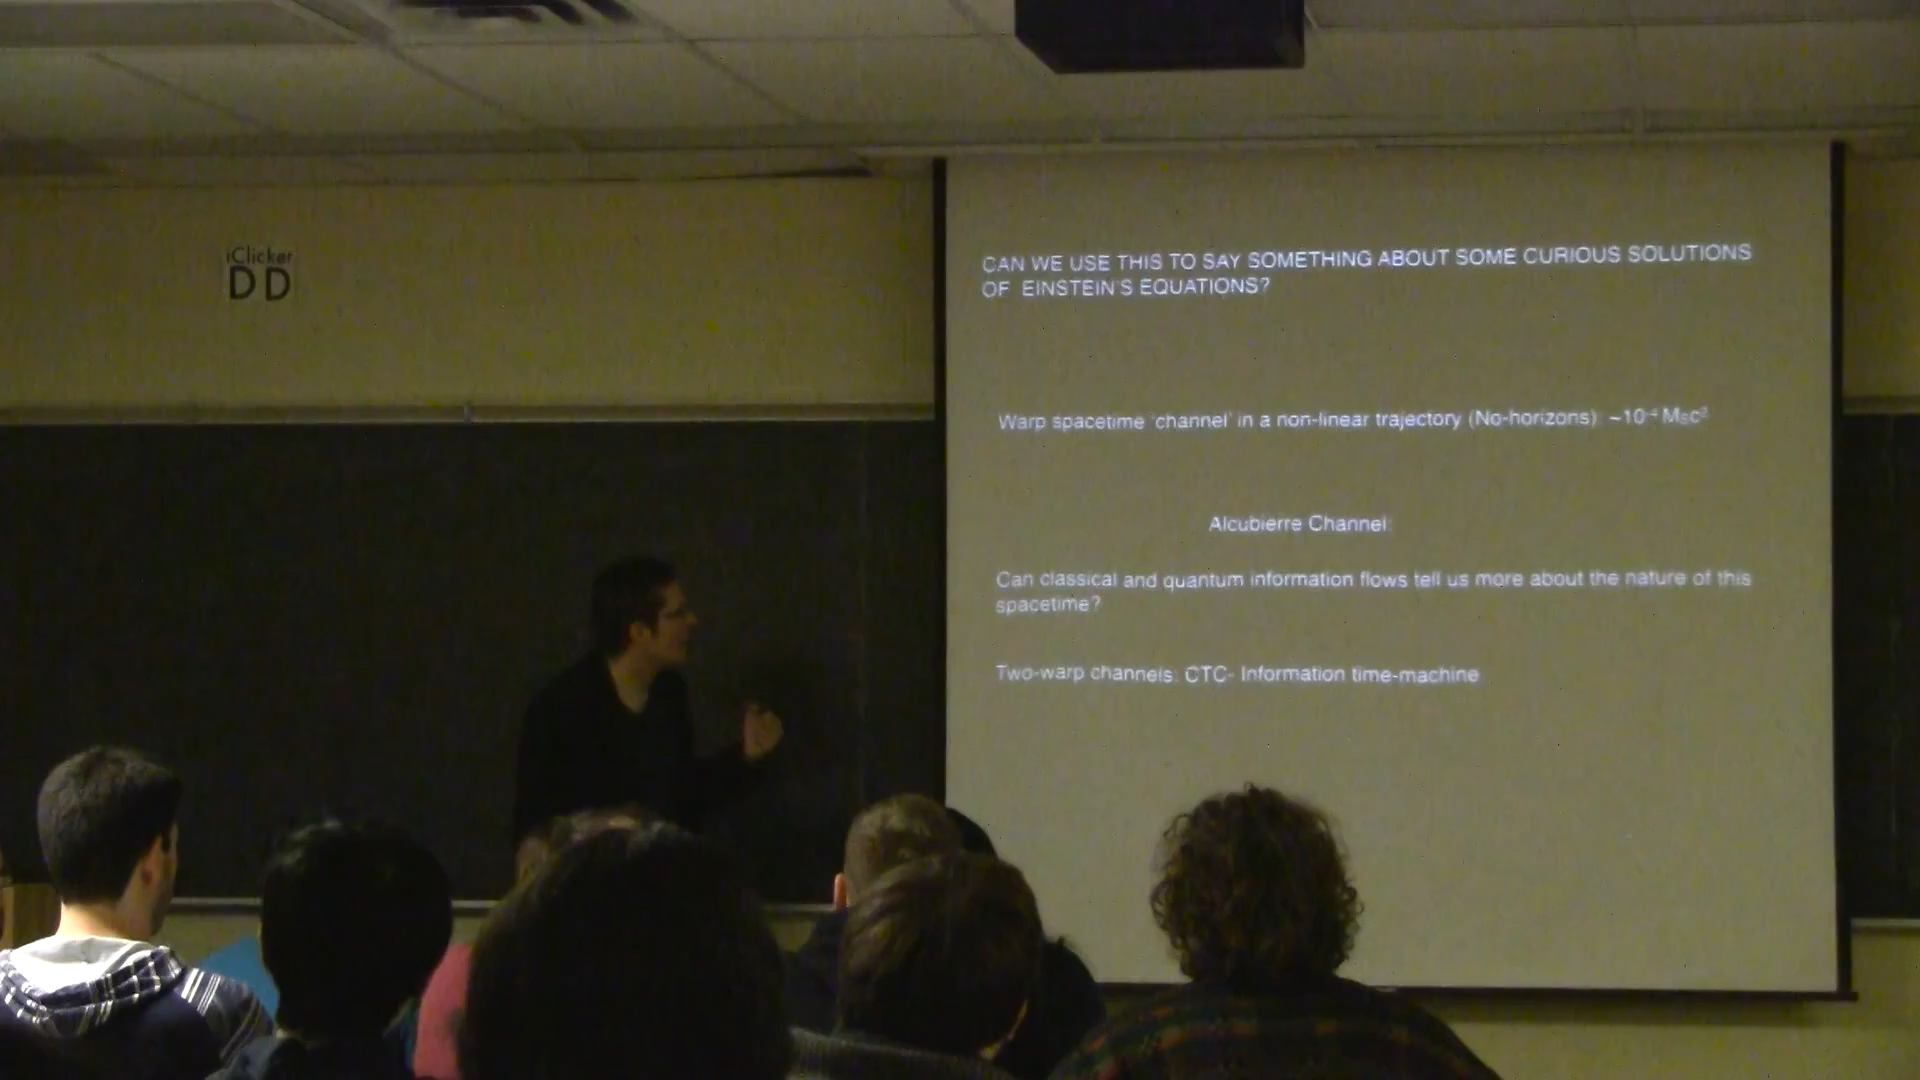 iClicker
DD
CAN WE USE THIS TO SAY SOMETHING ABOUT SOME CURIOUS SOLUTIONS
OF EINSTEIN'S EQUATIONS?
Warp spacetime 'channel' in a non-linear trajectory (No-horizons): ~10 Msc²
Alcubierre Channel:
Can classical and quantum information flows tell us more about the nature of this
spacetime?
Two-warp channels: CTC- Information time-machine